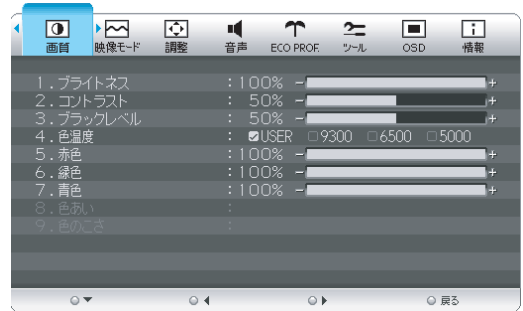 画質 映像モード 調整 音声 ECO PROF. ツール OSD 情報
1.ブライトネス :100% - +
2.コントラスト : 50% - +
3.ブラックレベル : 50% - +
4.色温度 : USER 9300 6500 5000
5.赤色 :100% - +
6.緑色 :100% - +
7.青色 :100% - +
8.色あい :
9.色のこさ :
戻る